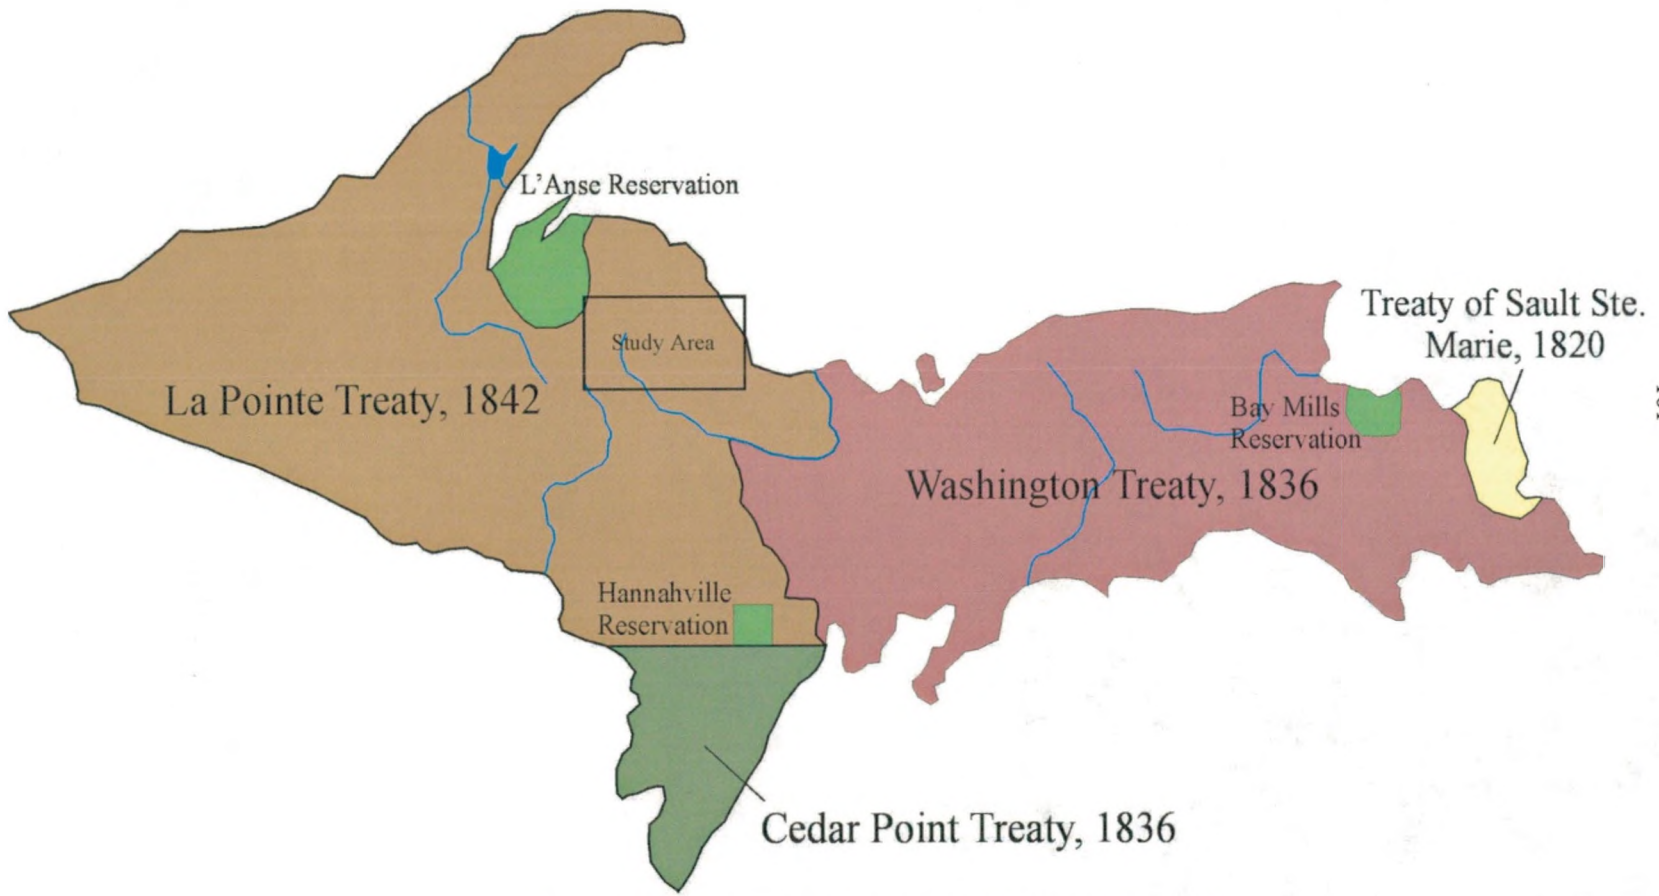 L'Anse Reservation
Treaty of Sault Ste.
Marie, 1820
Study Area
La Pointe Treaty, 1842
Bay Mills
Reservation
Washington Treaty, 1836
Hannahville
Reservation
Cedar Point Treaty, 1836